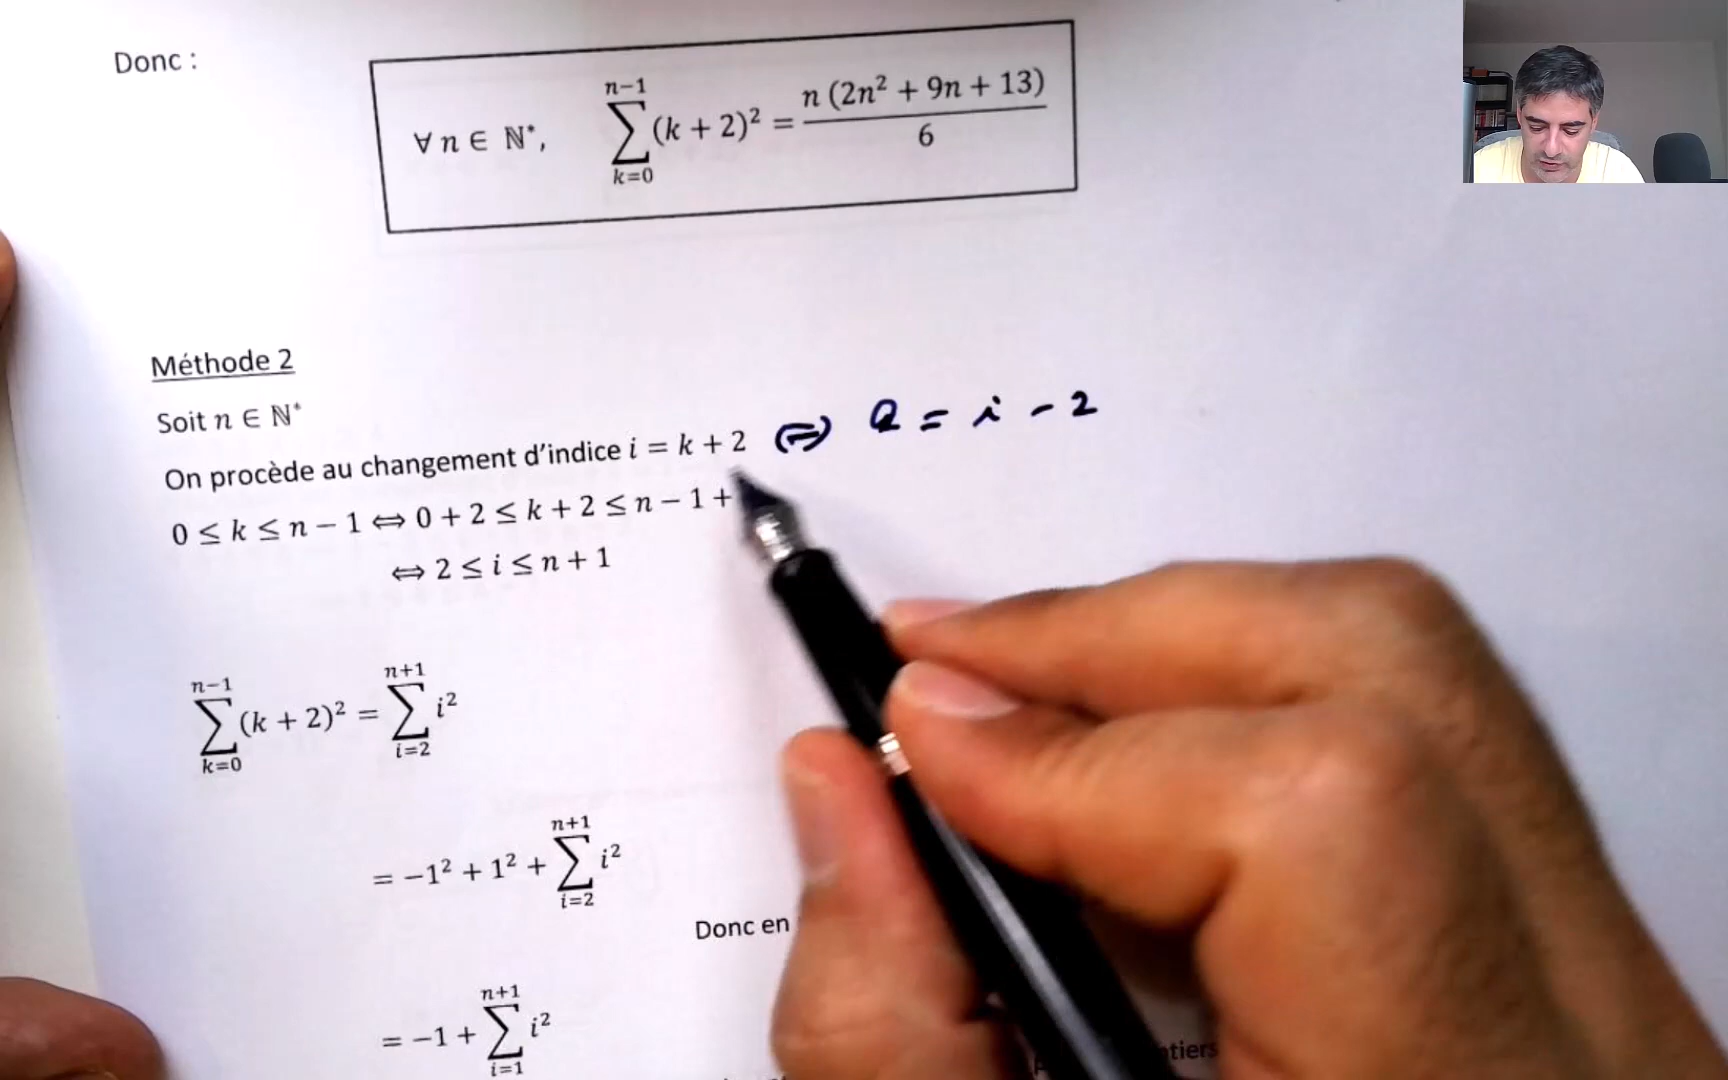 Donc :
∀ n ∈ ℕ*, ∑_{k=0}^{n−1} (k + 2)² = n (2n² + 9n + 13) / 6
Méthode 2
Soit n ∈ ℕ*
On procède au changement d'indice i = k + 2 ⇔ k = i − 2
0 ≤ k ≤ n − 1 ⟺ 0 + 2 ≤ k + 2 ≤ n − 1 +
⟺ 2 ≤ i ≤ n + 1
∑_{k=0}^{n−1} (k + 2)² = ∑_{i=2}^{n+1} i²
= −1² + 1² + ∑_{i=2}^{n+1} i²
Donc en
= −1 + ∑_{i=1}^{n+1} i²